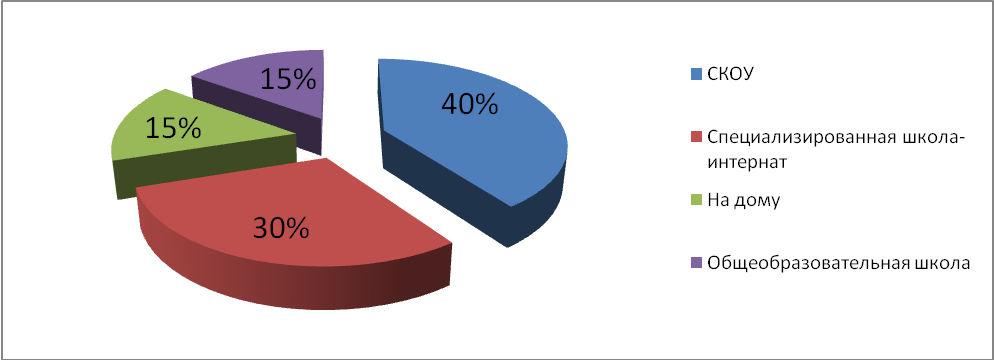 15%
40%
15%
30%
СКОУ
Специализированная школа-
интернат
На дому
Общеобразовательная школа